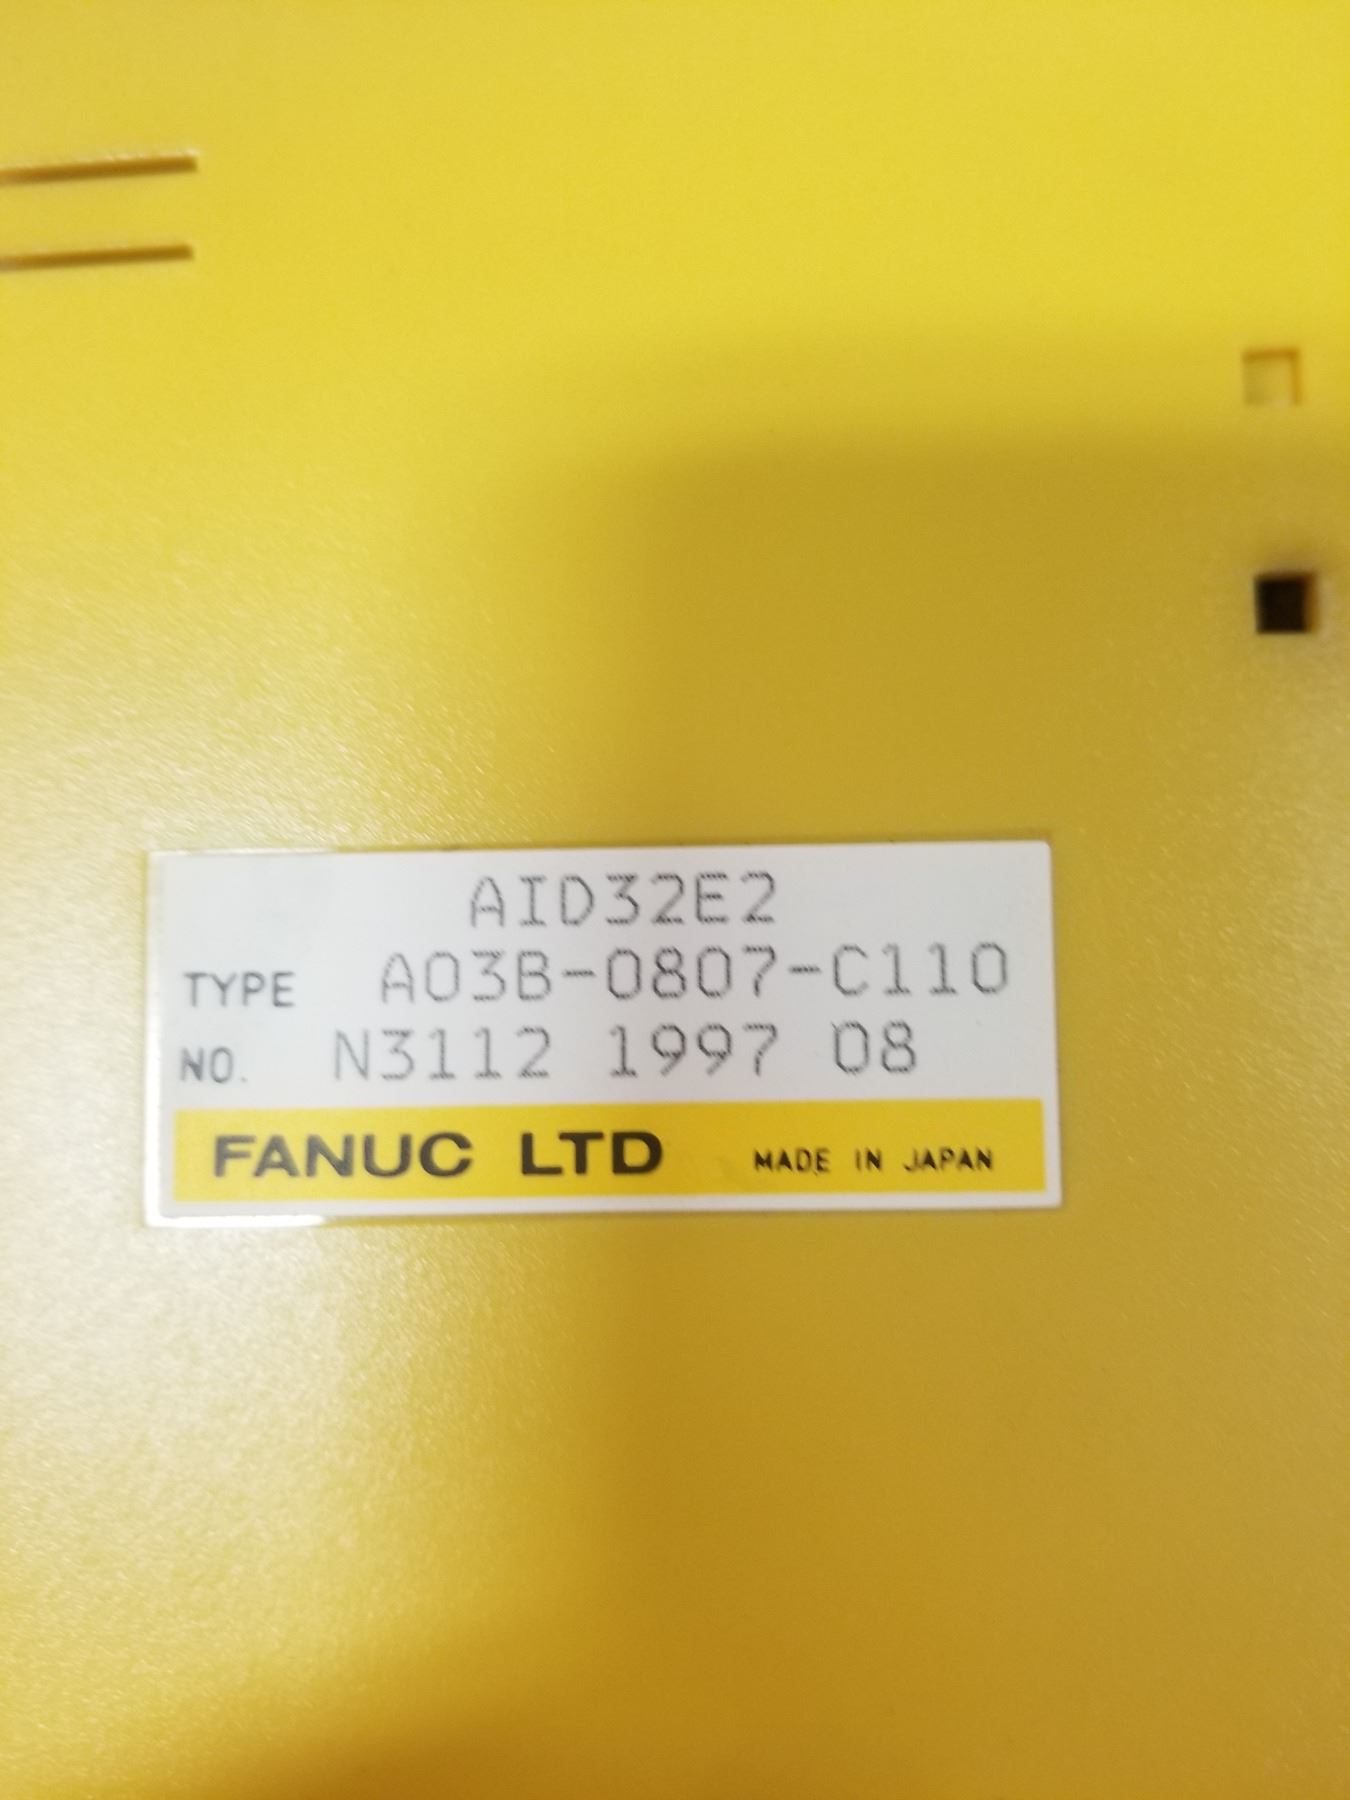 AID32E2
TYPE A03B-0807-C110
NO. N3112 1997 08
FANUC LTD MADE IN JAPAN